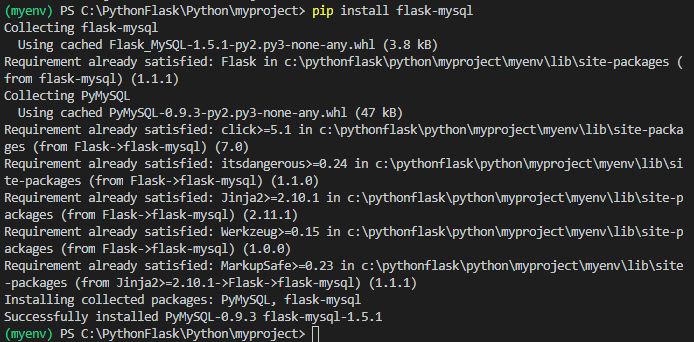 (myenv) PS C:\PythonFlask\Python\myproject> pip install flask-mysql
Collecting flask-mysql
  Using cached Flask_MySQL-1.5.1-py2.py3-none-any.whl (3.8 kB)
Requirement already satisfied: Flask in c:\pythonflask\python\myproject\myenv\lib\site-packages (
from flask-mysql) (1.1.1)
Collecting PyMySQL
  Using cached PyMySQL-0.9.3-py2.py3-none-any.whl (47 kB)
Requirement already satisfied: click>=5.1 in c:\pythonflask\python\myproject\myenv\lib\site-packa
ges (from Flask->flask-mysql) (7.0)
Requirement already satisfied: itsdangerous>=0.24 in c:\pythonflask\python\myproject\myenv\lib\si
te-packages (from Flask->flask-mysql) (1.1.0)
Requirement already satisfied: Jinja2>=2.10.1 in c:\pythonflask\python\myproject\myenv\lib\site-p
ackages (from Flask->flask-mysql) (2.11.1)
Requirement already satisfied: Werkzeug>=0.15 in c:\pythonflask\python\myproject\myenv\lib\site-p
ackages (from Flask->flask-mysql) (1.0.0)
Requirement already satisfied: MarkupSafe>=0.23 in c:\pythonflask\python\myproject\myenv\lib\site
-packages (from Jinja2>=2.10.1->Flask->flask-mysql) (1.1.1)
Installing collected packages: PyMySQL, flask-mysql
Successfully installed PyMySQL-0.9.3 flask-mysql-1.5.1
(myenv) PS C:\PythonFlask\Python\myproject>